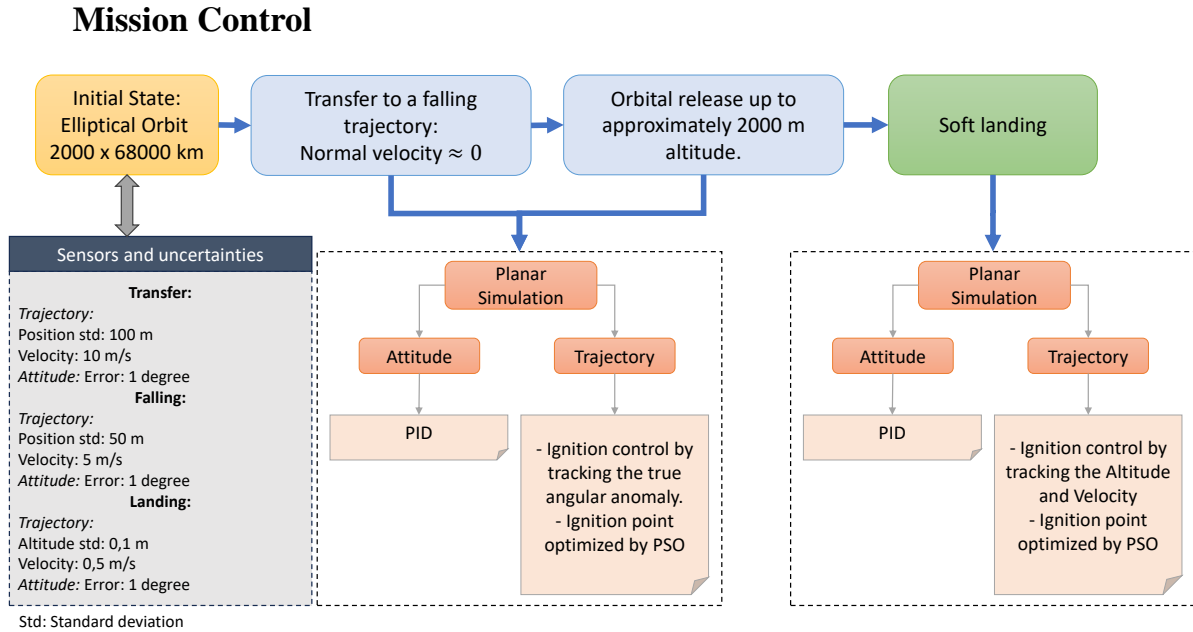 Mission Control
Initial State:
Elliptical Orbit
2000 x 68000 km
Transfer to a falling
trajectory:
Normal velocity ≈ 0
Orbital release up to
approximately 2000 m
altitude.
Soft landing
Sensors and uncertainties
Transfer:
Trajectory:
Position std: 100 m
Velocity: 10 m/s
Attitude: Error: 1 degree
Falling:
Trajectory:
Position std: 50 m
Velocity: 5 m/s
Attitude: Error: 1 degree
Landing:
Trajectory:
Altitude std: 0,1 m
Velocity: 0,5 m/s
Attitude: Error: 1 degree
Std: Standard deviation
Planar
Simulation
Attitude
Trajectory
PID
- Ignition control by
tracking the true
angular anomaly.
- Ignition point
optimized by PSO
Planar
Simulation
Attitude
Trajectory
PID
- Ignition control by
tracking the Altitude
and Velocity
- Ignition point
optimized by PSO